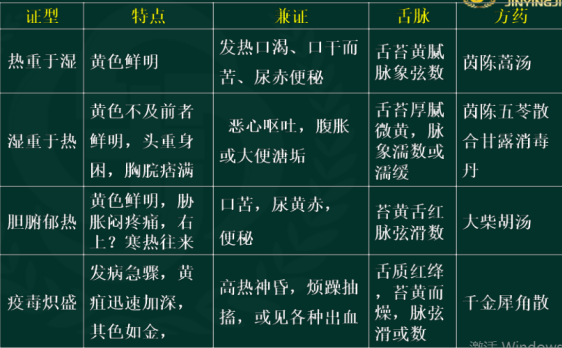 JINYINGJI
证型 特点 兼证 舌脉 方药
热重于湿 黄色鲜明 发热口渴、口干而
苦、尿赤便秘 舌苔黄腻
脉象弦数 茵陈蒿汤
湿重于热 黄色不及前者
鲜明，头重身
困，胸脘痞满 恶心呕吐，腹胀
或大便溏垢 舌苔厚腻
微黄，脉
象濡数或
濡缓 茵陈五苓散
合甘露消毒
丹
胆腑郁热 黄色鲜明，胁
胀闷疼痛，右
上？寒热往来 口苦，尿黄赤，
便秘 苔黄舌红
脉弦滑数 大柴胡汤
疫毒炽盛 发病急骤，黄
疸迅速加深，
其色如金， 高热神昏，烦躁抽
搐，或见各种出血 舌质红绛
，苔黄而
燥，脉弦
滑或数 千金犀角散
激活 Windows